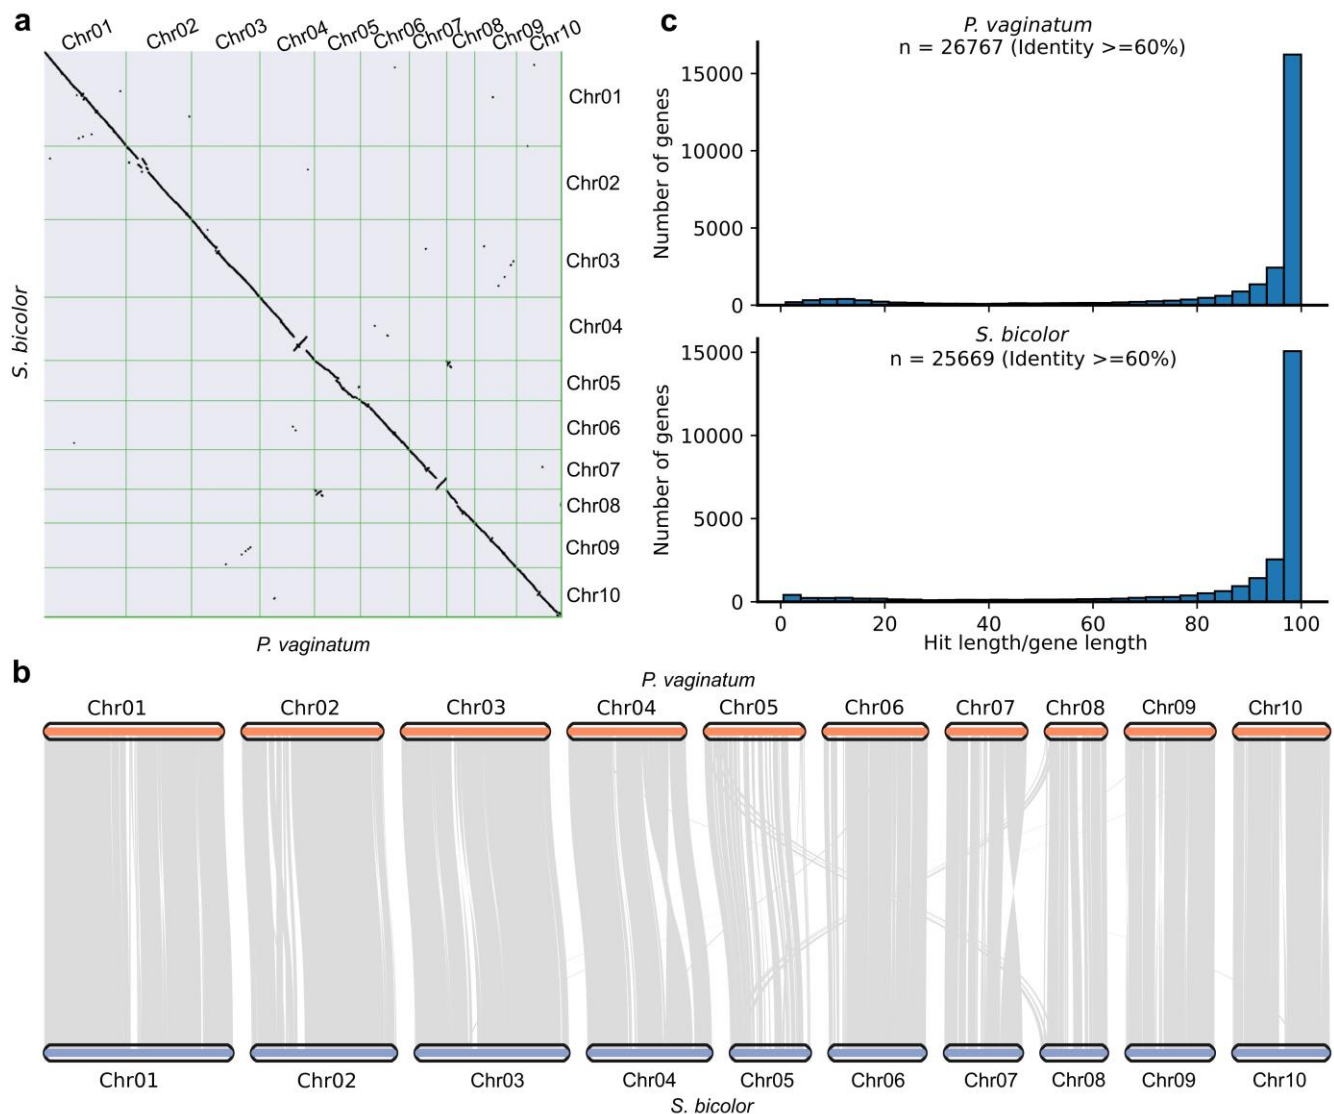 a
Chr01 Chr02 Chr03 Chr04 Chr05 Chr06 Chr07 Chr08 Chr09 Chr10
Chr01
Chr02
Chr03
Chr04
Chr05
Chr06
Chr07
Chr08
Chr09
Chr10
S. bicolor
P. vaginatum
c
P. vaginatum
n = 26767 (Identity >=60%)
Number of genes
15000
10000
5000
0
S. bicolor
n = 25669 (Identity >=60%)
Number of genes
15000
10000
5000
0
0 20 40 60 80 100
Hit length/gene length
b
P. vaginatum
Chr01 Chr02 Chr03 Chr04 Chr05 Chr06 Chr07 Chr08 Chr09 Chr10
Chr01 Chr02 Chr03 Chr04 Chr05 Chr06 Chr07 Chr08 Chr09 Chr10
S. bicolor